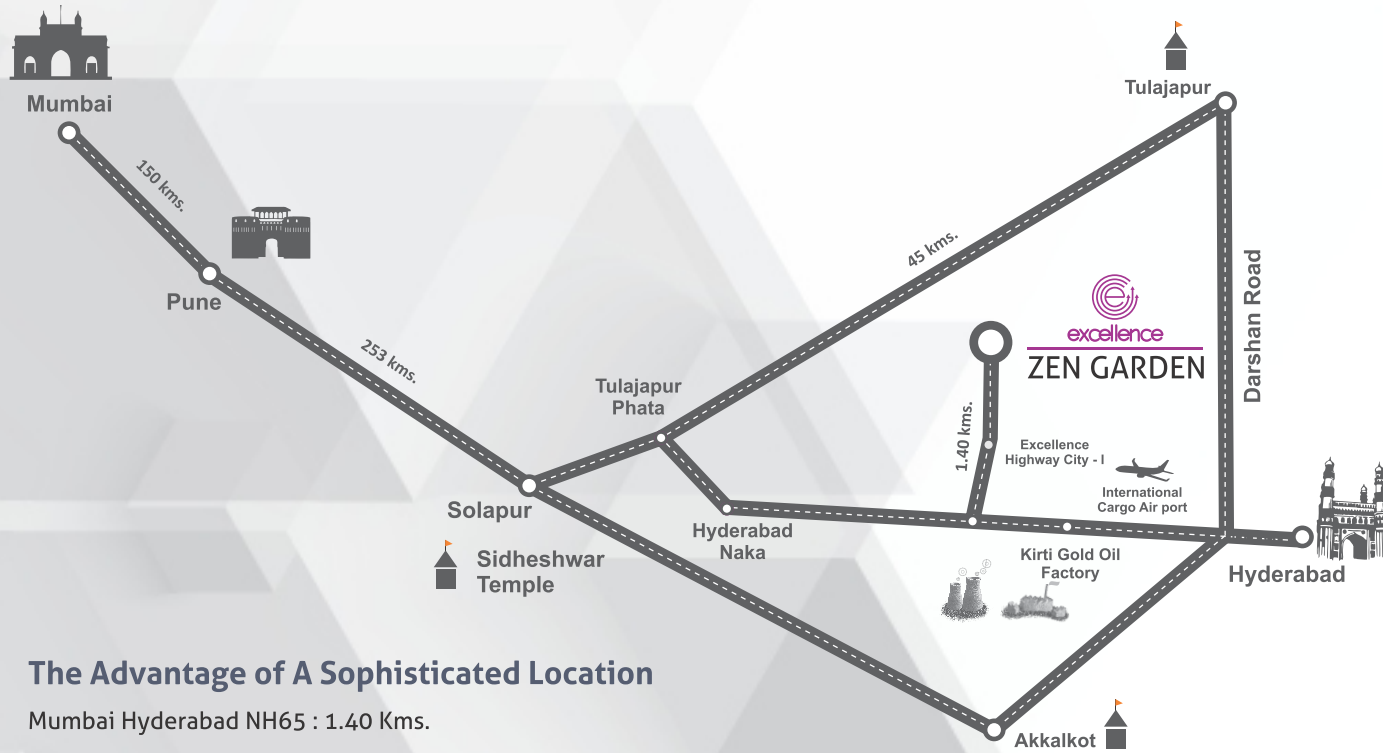 Mumbai
150 kms.
Pune
253 kms.
Tulajapur
45 kms.
Darshan Road
excellence
ZEN GARDEN
Tulajapur
Phata
1.40 kms.
Excellence
Highway City - I
International
Cargo Air port
Solapur
Hyderabad
Naka
Sidheshwar
Temple
Kirti Gold Oil
Factory
Hyderabad
The Advantage of A Sophisticated Location
Mumbai Hyderabad NH65 : 1.40 Kms.
Akkalkot